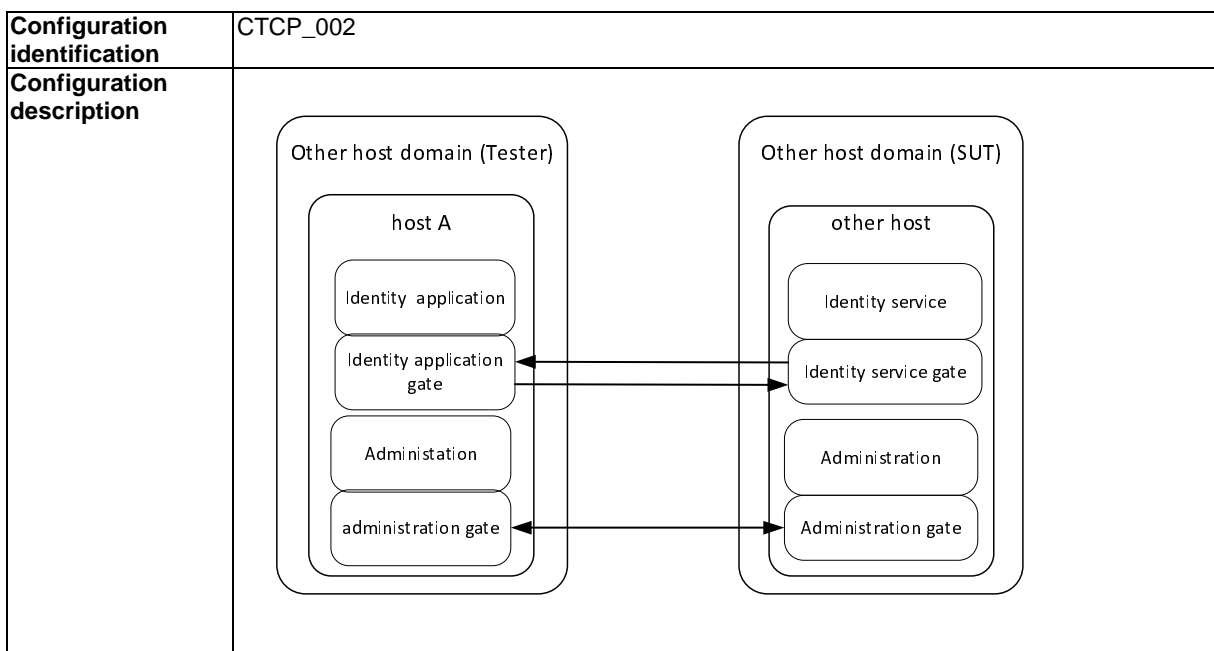 Configuration
identification
CTCP_002
Configuration
description
Other host domain (Tester)
host A
Identity application
Identity application
gate
Administation
administration gate
Other host domain (SUT)
other host
Identity service
Identity service gate
Administration
Administration gate